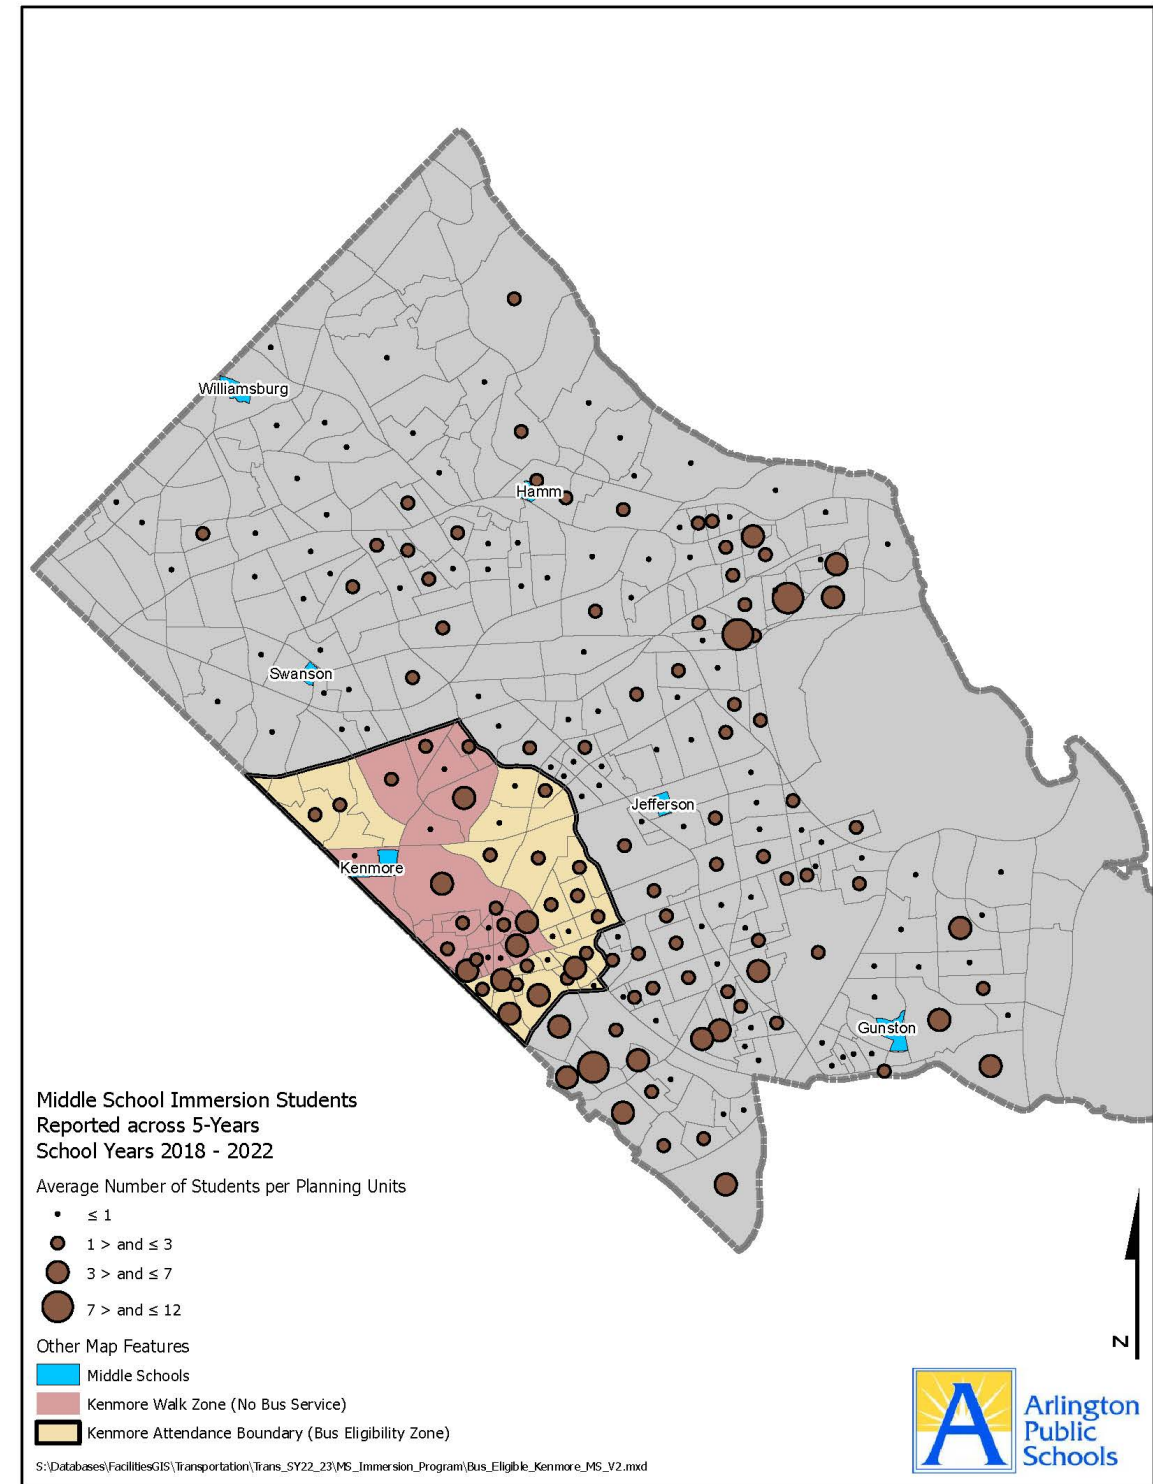 Williamsburg
Hamm
Swanson
Jefferson
Kenmore
Gunston
Middle School Immersion Students
Reported across 5-Years
School Years 2018 - 2022
Average Number of Students per Planning Units
≤ 1
1 > and ≤ 3
3 > and ≤ 7
7 > and ≤ 12
Other Map Features
Middle Schools
Kenmore Walk Zone (No Bus Service)
Kenmore Attendance Boundary (Bus Eligibility Zone)
S:\Databases\FacilitiesGIS\Transportation\Trans_SY22_23\MS_Immersion_Program\Bus_Eligible_Kenmore_MS_V2.mxd
N
A
Arlington
Public
Schools